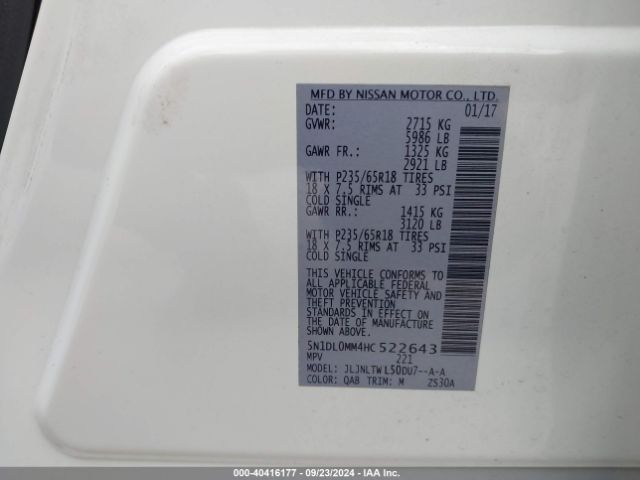 MFD BY NISSAN MOTOR CO., LTD.
DATE: 01/17
GVWR: 2715 KG
5986 LB
GAWR FR.: 1325 KG
2921 LB
WITH P235/65R18 TIRES
18 X 7.5 RIMS AT 33 PSI
COLD SINGLE
GAWR RR.: 1415 KG
3120 LB
WITH P235/65R18 TIRES
18 X 7.5 RIMS AT 33 PSI
COLD SINGLE
THIS VEHICLE CONFORMS TO
ALL APPLICABLE FEDERAL
MOTOR VEHICLE SAFETY AND
THEFT PREVENTION
STANDARDS IN EFFECT ON
THE DATE OF MANUFACTURE
SHOWN ABOVE.
5N1DL0MM4HC522643
MPV 221
MODEL: JLJNLTWL50DU7--A-A
COLOR: QAB TRIM: M ZS30A
000-40416177 - 09/23/2024 - IAA Inc.